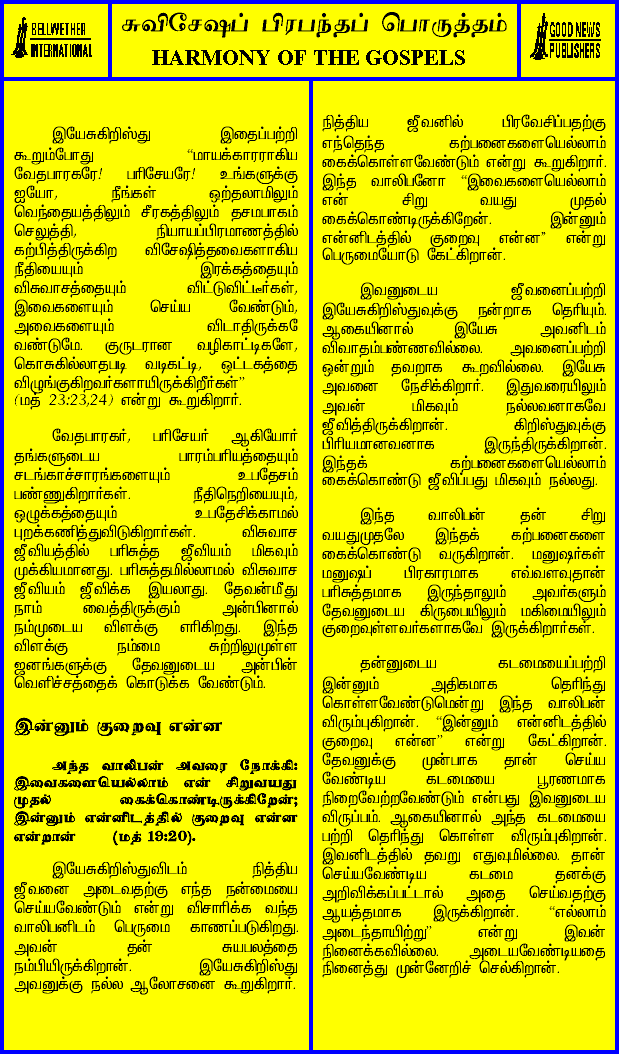 BELLWETHER
INTERNATIONAL
சுவிசேஷப் பிரபந்தப் பொருத்தம்
HARMONY OF THE GOSPELS
GOOD NEWS
PUBLISHERS
இயேசுகிறிஸ்து இதைப்பற்றி
கூறும்போது “மாயக்காரராகிய
வேதபாரகரே! பரிசேயரே! உங்களுக்கு
ஐயோ, நீங்கள் ஒற்தலாமிலும்
வெந்தையத்திலும் சீரகத்திலும் தசமபாகம்
செலுத்தி, நியாயப்பிரமாணத்தில்
கற்பித்திருக்கிற விசேஷித்தவைகளாகிய
நீதியையும் இரக்கத்தையும்
விசுவாசத்தையும் விட்டுவிட்டீர்கள்,
இவைகளையும் செய்ய வேண்டும்,
அவைகளையும் விடாதிருக்கவே
வண்டுமே. குருடரான வழிகாட்டிகளே,
கொசுகில்லாதபடி வடிகட்டி, ஒட்டகத்தை
விழுங்குகிறவர்களாயிருக்கிறீர்கள்”
(மத் 23:23,24) என்று கூறுகிறார்.
வேதபாரகர், பரிசேயர் ஆகியோர்
தங்களுடைய பாரம்பரியத்தையும்
சடங்காச்சாரங்களையும் உபதேசம்
பண்ணுகிறார்கள். நீதிநெறியையும்,
ஒழுக்கத்தையும் உபதேசிக்காமல்
புறக்கணித்துவிடுகிறார்கள். விசுவாச
ஜீவியத்தில் பரிசுத்த ஜீவியம் மிகவும்
முக்கியமானது. பரிசுத்தமில்லாமல் விசுவாச
ஜீவியம் ஜீவிக்க இயலாது. தேவன்மீது
நாம் வைத்திருக்கும் அன்பினால்
நம்முடைய விளக்கு எரிகிறது. இந்த
விளக்கு நம்மை சுற்றிலுமுள்ள
ஜனங்களுக்கு தேவனுடைய அன்பின்
வெளிச்சத்தைக் கொடுக்க வேண்டும்.
இன்னும் குறைவு என்ன
அந்த வாலிபன் அவரை நோக்கி:
இவைகளையெல்லாம் என் சிறுவயது
முதல் கைக்கொண்டிருக்கிறேன்;
இன்னும் என்னிடத்தில் குறைவு என்ன
என்றான் (மத் 19:20).
இயேசுகிறிஸ்துவிடம் நித்திய
ஜீவனை அடைவதற்கு எந்த நன்மையை
செய்யவேண்டும் என்று விசாரிக்க வந்த
வாலிபனிடம் பெருமை காணப்படுகிறது.
அவன் தன் சுயபலத்தை
நம்பியிருக்கிறான். இயேசுகிறிஸ்து
அவனுக்கு நல்ல ஆலோசனை கூறுகிறார்.
நித்திய ஜீவனில் பிரவேசிப்பதற்கு
எந்தெந்த கற்பனைகளையெல்லாம்
கைக்கொள்ளவேண்டும் என்று கூறுகிறார்.
இந்த வாலிபனோ “இவைகளையெல்லாம்
என் சிறு வயது முதல்
கைக்கொண்டிருக்கிறேன். இன்னும்
என்னிடத்தில் குறைவு என்ன” என்று
பெருமையோடு கேட்கிறான்.
இவனுடைய ஜீவனைப்பற்றி
இயேசுகிறிஸ்துவுக்கு நன்றாக தெரியும்.
ஆகையினால் இயேசு அவனிடம்
விவாதம்பண்ணவில்லை. அவனைப்பற்றி
ஒன்றும் தவறாக கூறவில்லை. இயேசு
அவனை நேசிக்கிறார். இதுவரையிலும்
அவன் மிகவும் நல்லவனாகவே
ஜீவித்திருக்கிறான். கிறிஸ்துவுக்கு
பிரியமானவனாக இருந்திருக்கிறான்.
இந்தக் கற்பனைகளையெல்லாம்
கைக்கொண்டு ஜீவிப்பது மிகவும் நல்லது.
இந்த வாலிபன் தன் சிறு
வயதுமுதலே இந்தக் கற்பனைகளை
கைக்கொண்டு வருகிறான். மனுஷர்கள்
மனுஷப் பிரகாரமாக எவ்வளவுதான்
பரிசுத்தமாக இருந்தாலும் அவர்களும்
தேவனுடைய கிருபையிலும் மகிமையிலும்
குறைவுள்ளவர்களாகவே இருக்கிறார்கள்.
தன்னுடைய கடமையைப்பற்றி
இன்னும் அதிகமாக தெரிந்து
கொள்ளவேண்டுமென்று இந்த வாலிபன்
விரும்புகிறான். “இன்னும் என்னிடத்தில்
குறைவு என்ன” என்று கேட்கிறான்.
தேவனுக்கு முன்பாக தான் செய்ய
வேண்டிய கடமையை பூரணமாக
நிறைவேற்றவேண்டும் என்பது இவனுடைய
விருப்பம். ஆகையினால் அந்த கடமையை
பற்றி தெரிந்து கொள்ள விரும்புகிறான்.
இவனிடத்தில் தவறு எதுவுமில்லை. தான்
செய்யவேண்டிய கடமை தனக்கு
அறிவிக்கப்பட்டால் அதை செய்வதற்கு
ஆயத்தமாக இருக்கிறான். “எல்லாம்
அடைந்தாயிற்று” என்று இவன்
நினைக்கவில்லை. அடையவேண்டியதை
நினைத்து முன்னேறிச் செல்கிறான்.